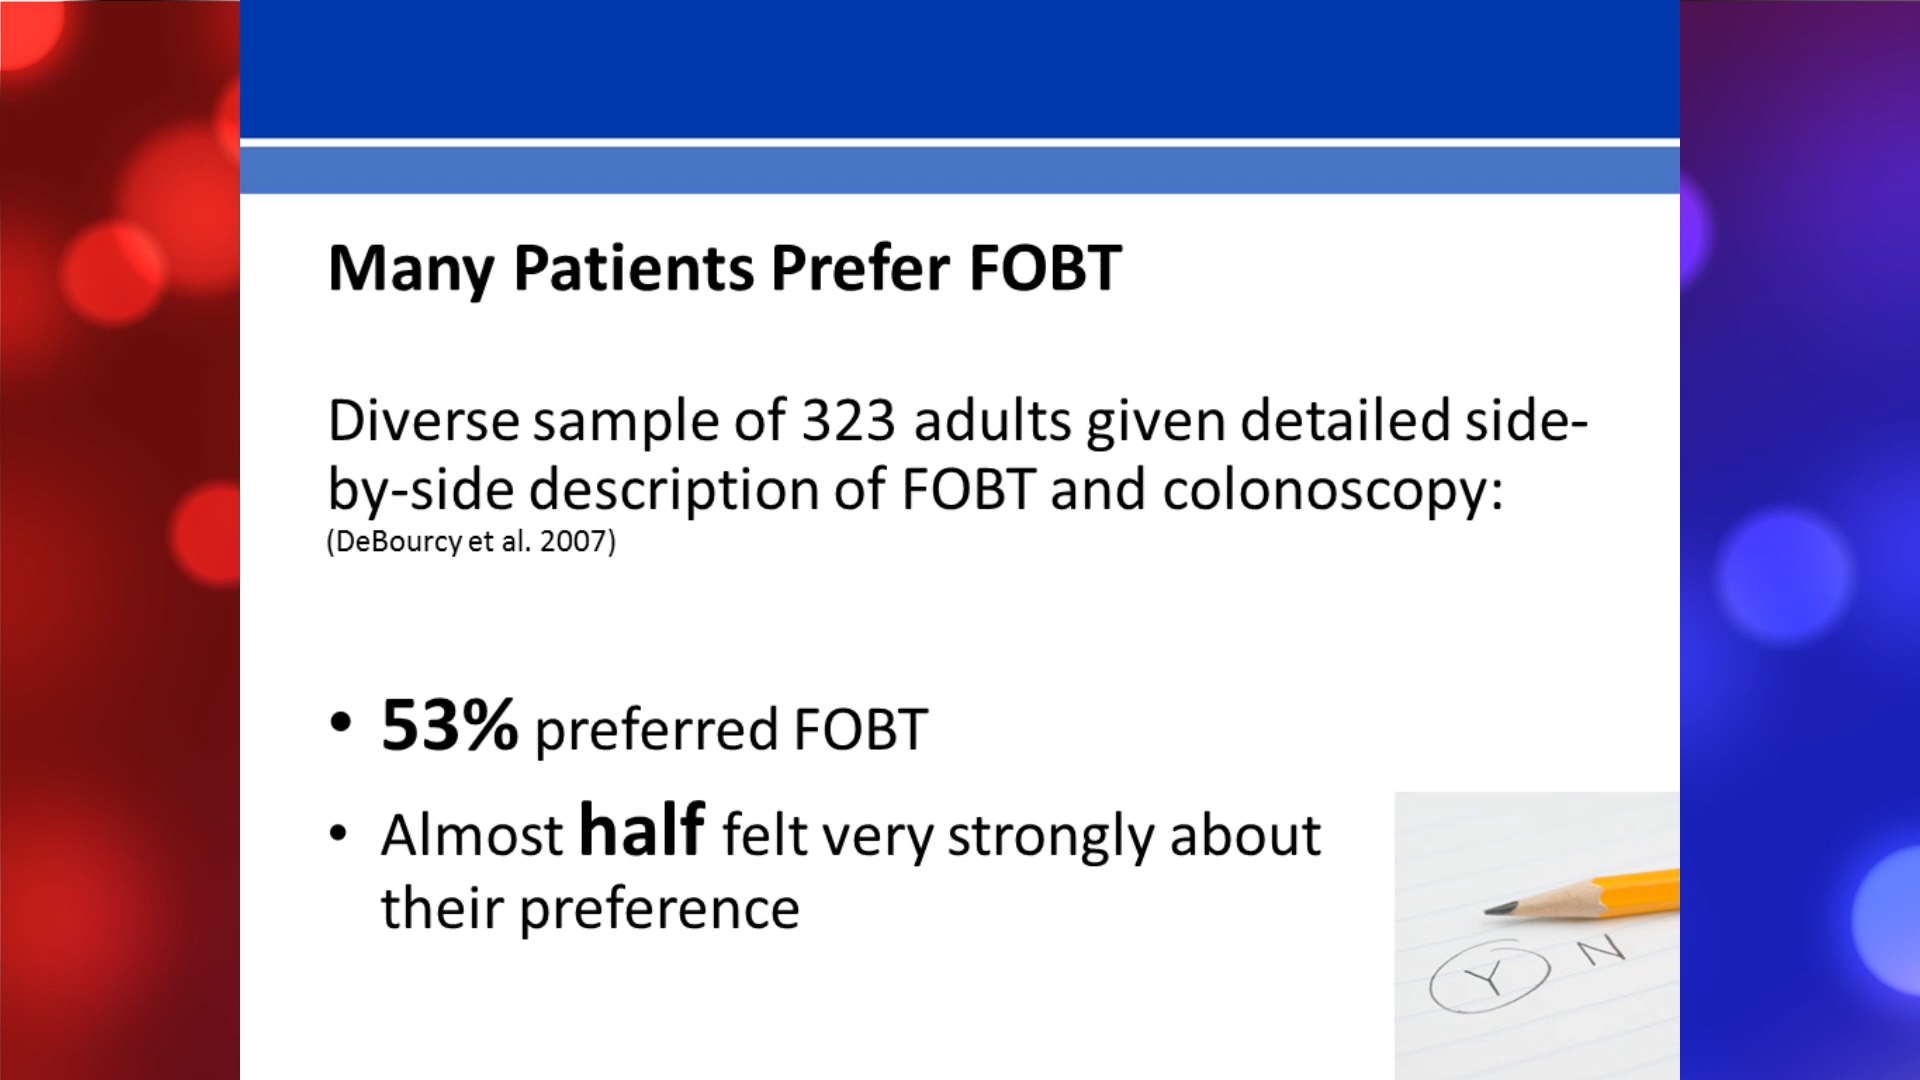 Many Patients Prefer FOBT
Diverse sample of 323 adults given detailed side-
by-side description of FOBT and colonoscopy:
(DeBourcy et al. 2007)
• 53% preferred FOBT
• Almost half felt very strongly about
their preference
Y N